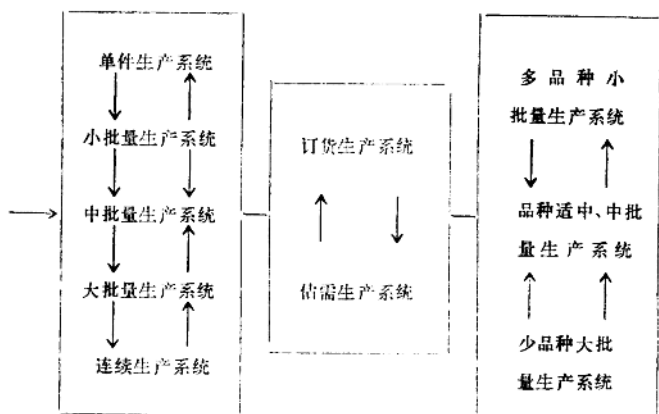 单件生产系统
小批量生产系统
中批量生产系统
大批量生产系统
连续生产系统
订货生产系统
估需生产系统
多品种小
批量生产系统
品种适中、中批
量生产系统
少品种大批
量生产系统